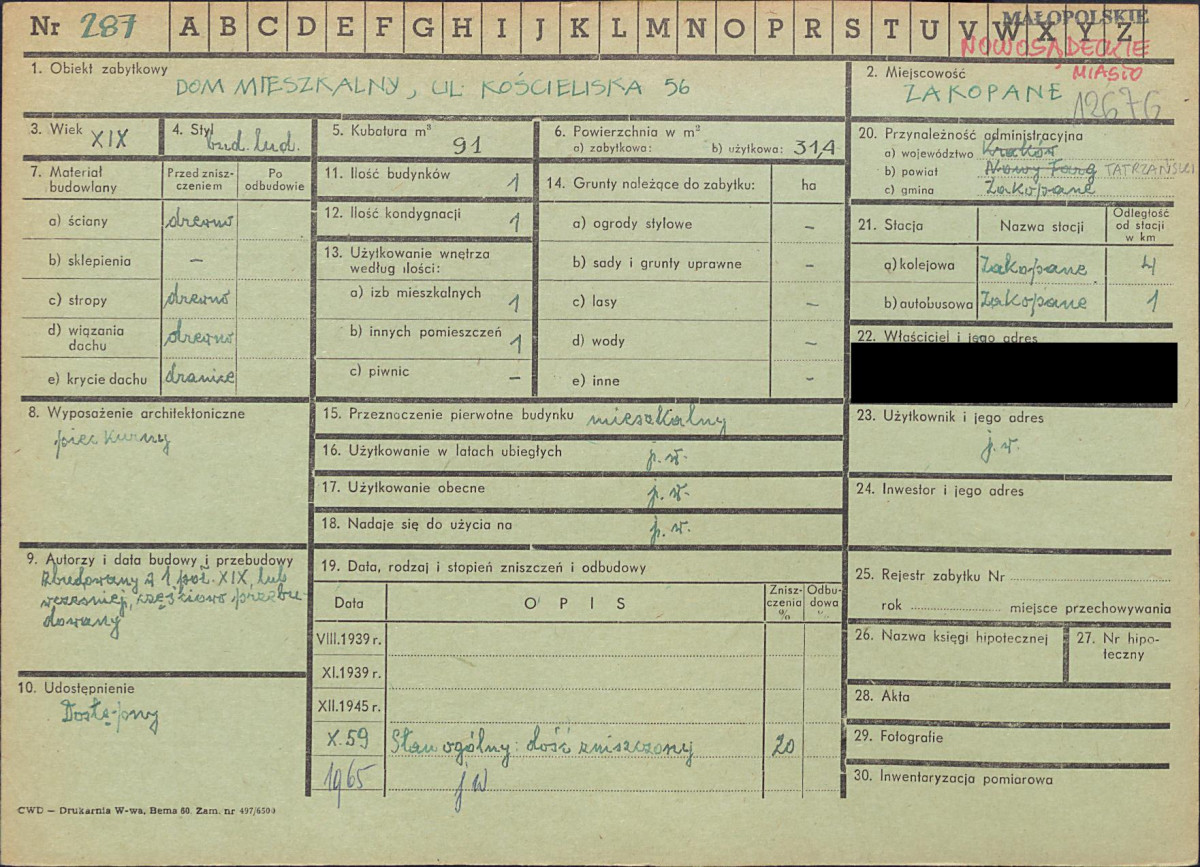 Nr 287 A B C D E F G H I J K L M N O P R S T U V W X Y Z
MAŁOPOLSKIE
NOWOSĄDECKIE
MIASTO
1. Obiekt zabytkowy
DOM MIESZKALNY, UL. KOŚCIELISKA 56
2. Miejscowość
ZAKOPANE 12676
3. Wiek XIX
4. Styl bud. lud.
5. Kubatura m³
91
6. Powierzchnia w m²
a) zabytkowa: b) użytkowa: 31,4
7. Materiał budowlany
Przed zniszczeniem
Po odbudowie
a) ściany drewno
b) sklepienia –
c) stropy drewno
d) wiązania dachu drewno
e) krycie dachu dranice
8. Wyposażenie architektoniczne
piec kurny
9. Autorzy i data budowy i przebudowy
Zbudowany z 1 poł. XIX, lub
wcześniej, częściowo przebu-
dowany
10. Udostępnienie
Dostępny
11. Ilość budynków 1
12. Ilość kondygnacji 1
13. Użytkowanie wnętrza
według ilości:
a) izb mieszkalnych 1
b) innych pomieszczeń 1
c) piwnic –
14. Grunty należące do zabytku: ha
a) ogrody stylowe –
b) sady i grunty uprawne –
c) lasy –
d) wody –
e) inne -
15. Przeznaczenie pierwotne budynku mieszkalny
16. Użytkowanie w latach ubiegłych j.w.
17. Użytkowanie obecne j.w.
18. Nadaje się do użycia na j.w.
19. Data, rodzaj i stopień zniszczeń i odbudowy
Data O P I S Zniszczenia % Odbudowa %
VIII.1939 r.
XI.1939 r.
XII.1945 r.
X.59 Stan ogólny: dość zniszczony 20
1965 j w
20. Przynależność administracyjna
a) województwo Kraków
b) powiat Nowy Targ TATRZAŃSKI
c) gmina Zakopane
21. Stacja Nazwa stacji Odległość od stacji w km
a) kolejowa Zakopane 4
b) autobusowa Zakopane 1
22. Właściciel i jego adres
23. Użytkownik i jego adres
j.w.
24. Inwestor i jego adres
25. Rejestr zabytku Nr
rok miejsce przechowywania
26. Nazwa księgi hipotecznej
27. Nr hipo-
teczny
28. Akta
29. Fotografie
30. Inwentaryzacja pomiarowa
CWD – Drukarnia W-wa, Bema 60. Zam. nr 497/6500